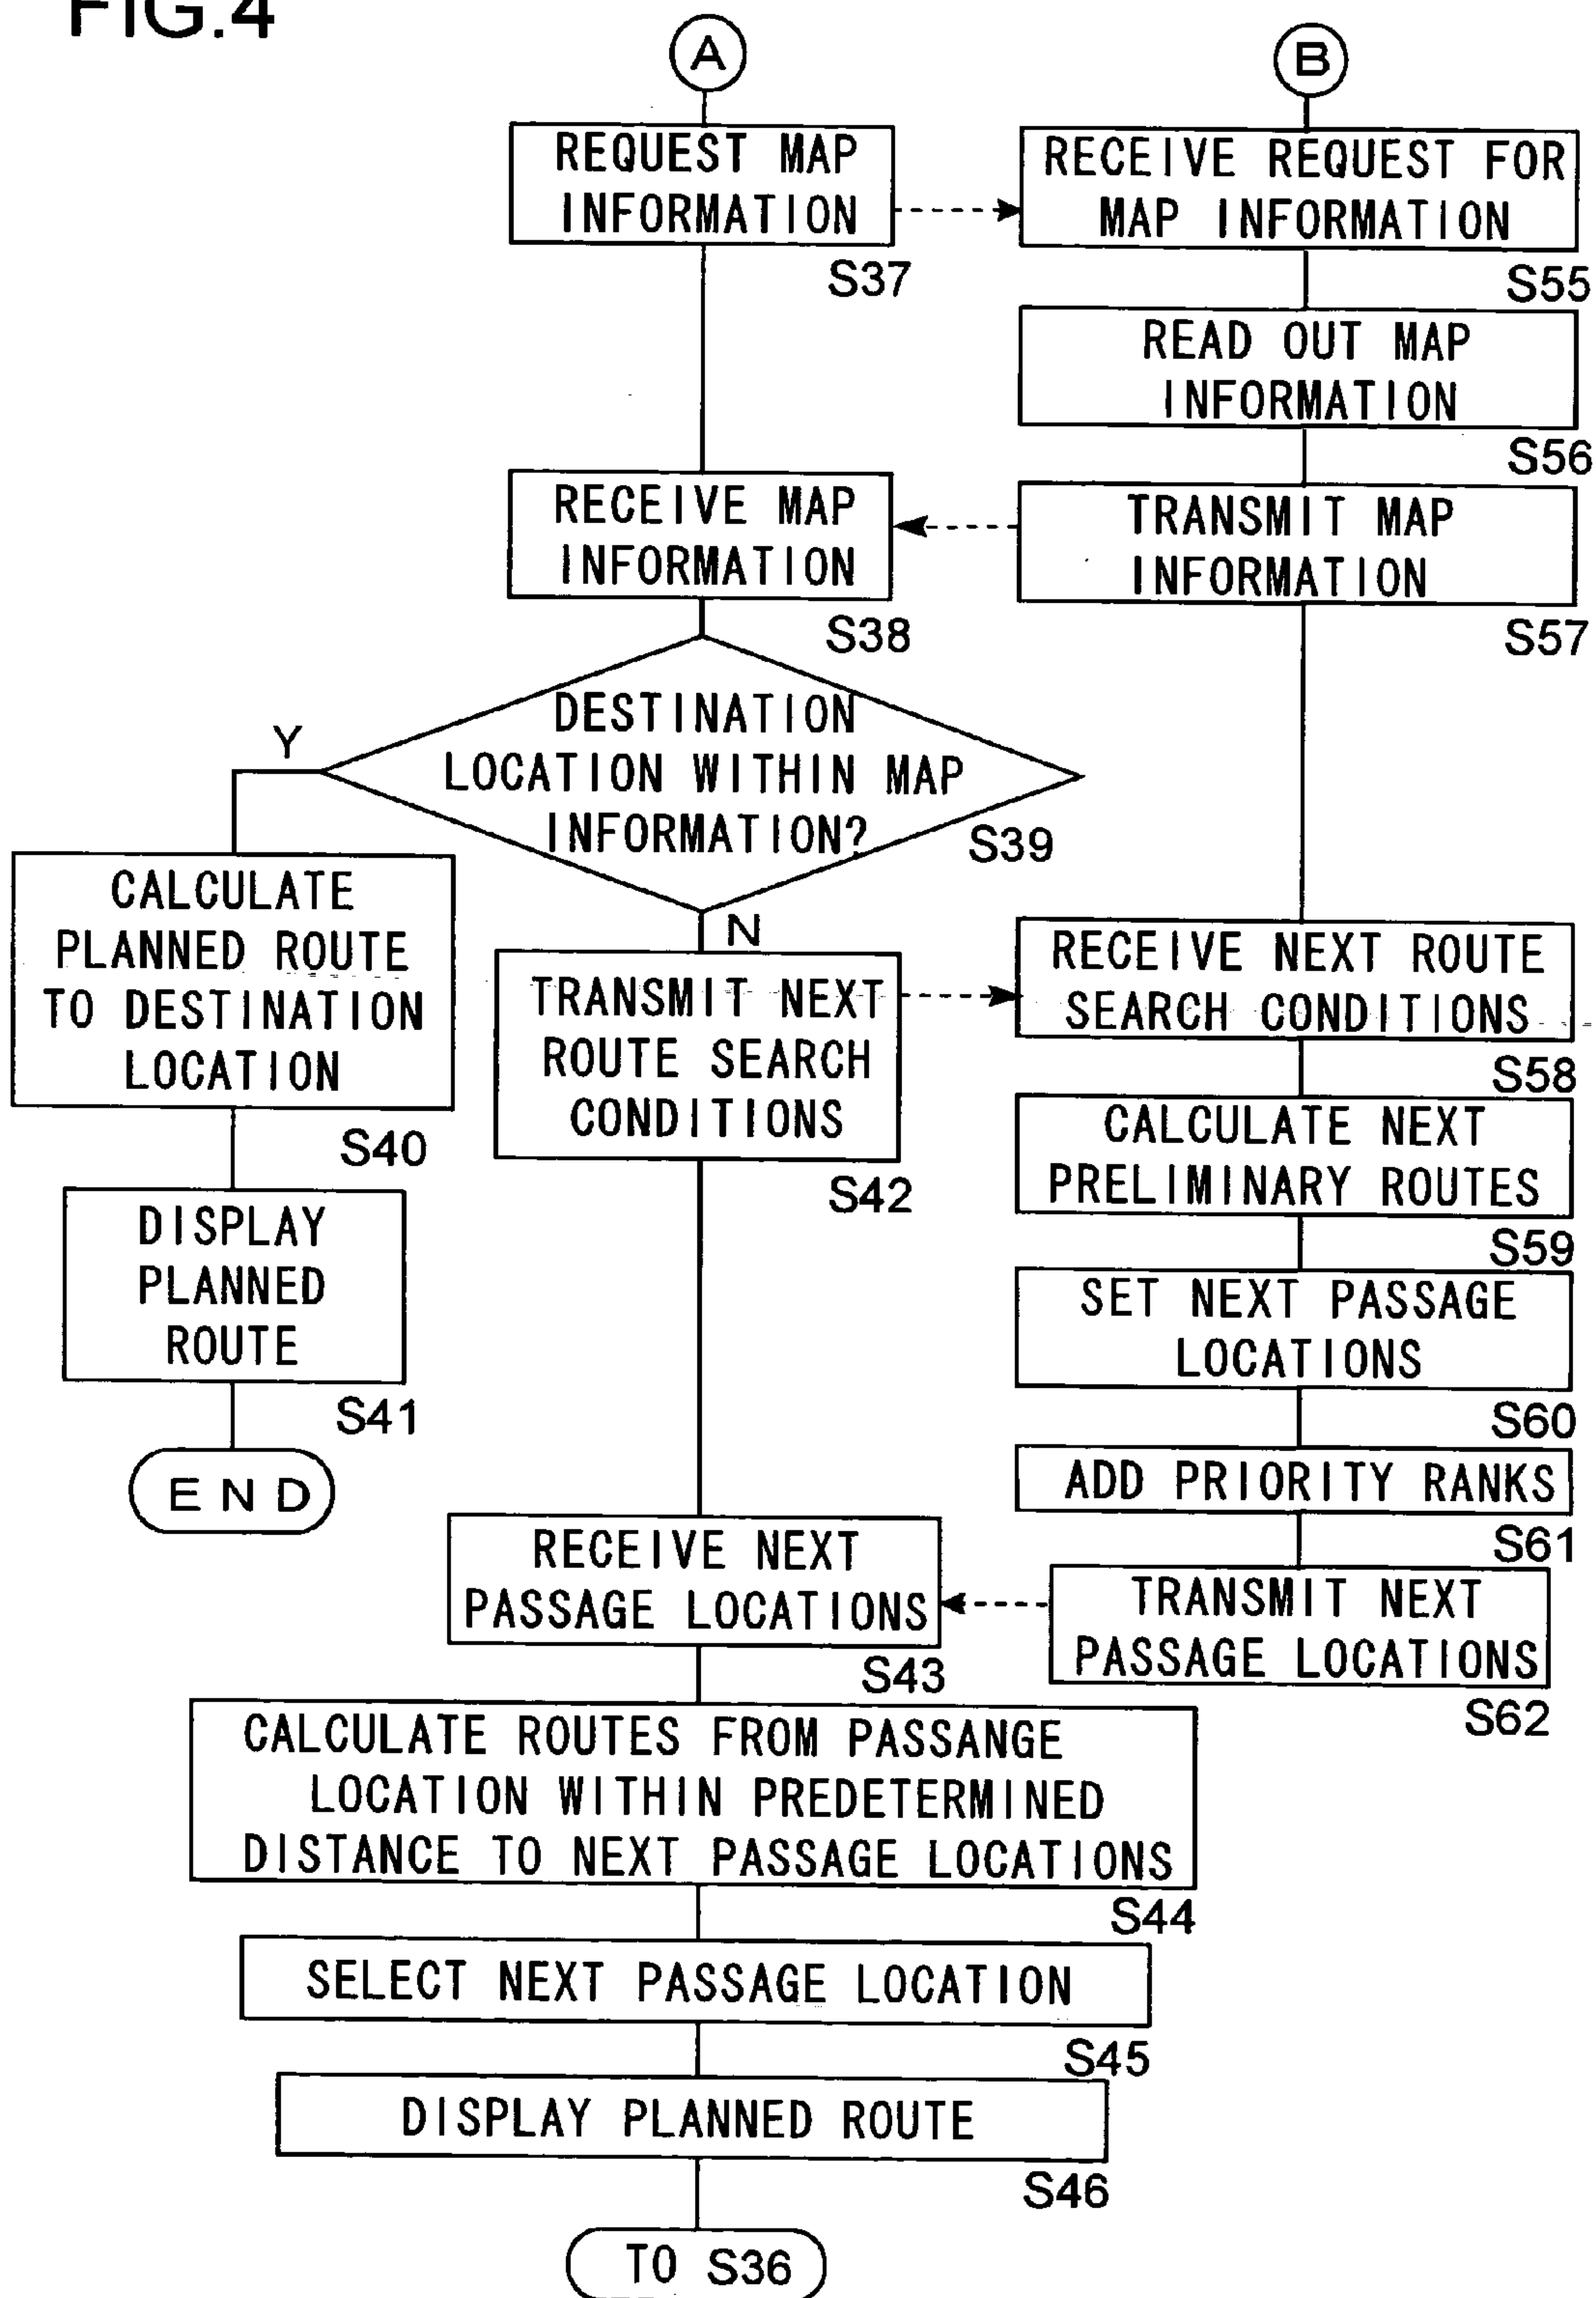 FIG.4
A
B
REQUEST MAP
INFORMATION
S37
RECEIVE REQUEST FOR
MAP INFORMATION
S55
READ OUT MAP
INFORMATION
S56
RECEIVE MAP
INFORMATION
S38
TRANSMIT MAP
INFORMATION
S57
DESTINATION
LOCATION WITHIN MAP
INFORMATION?
S39
Y
N
CALCULATE
PLANNED ROUTE
TO DESTINATION
LOCATION
S40
DISPLAY
PLANNED
ROUTE
S41
END
TRANSMIT NEXT
ROUTE SEARCH
CONDITIONS
S42
RECEIVE NEXT ROUTE
SEARCH CONDITIONS
S58
CALCULATE NEXT
PRELIMINARY ROUTES
S59
SET NEXT PASSAGE
LOCATIONS
S60
ADD PRIORITY RANKS
S61
RECEIVE NEXT
PASSAGE LOCATIONS
S43
TRANSMIT NEXT
PASSAGE LOCATIONS
S62
CALCULATE ROUTES FROM PASSANGE
LOCATION WITHIN PREDETERMINED
DISTANCE TO NEXT PASSAGE LOCATIONS
S44
SELECT NEXT PASSAGE LOCATION
S45
DISPLAY PLANNED ROUTE
S46
TO S36